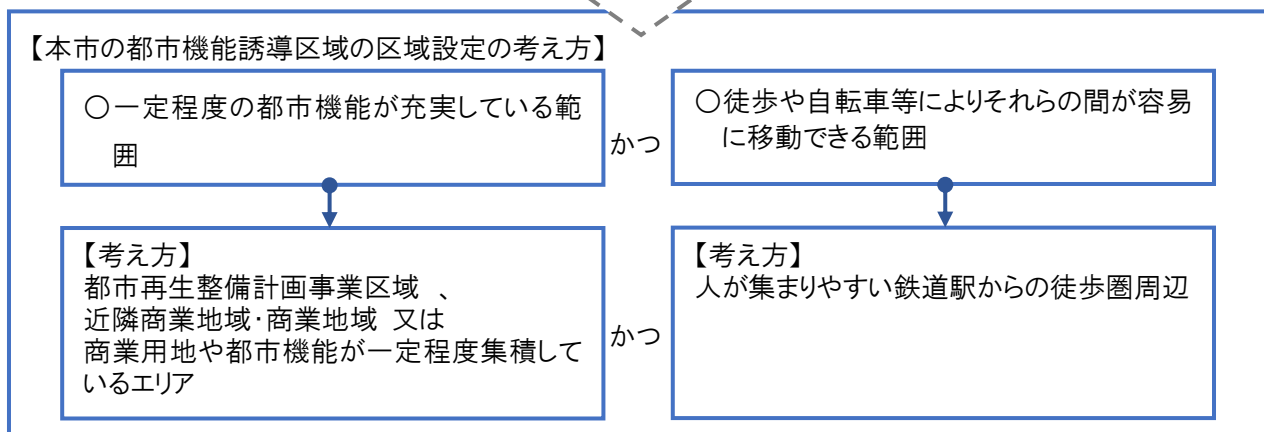 【本市の都市機能誘導区域の区域設定の考え方】
○一定程度の都市機能が充実している範
囲
かつ
○徒歩や自転車等によりそれらの間が容易
に移動できる範囲
【考え方】
都市再生整備計画事業区域 、
近隣商業地域･商業地域 又は
商業用地や都市機能が一定程度集積して
いるエリア
かつ
【考え方】
人が集まりやすい鉄道駅からの徒歩圏周辺